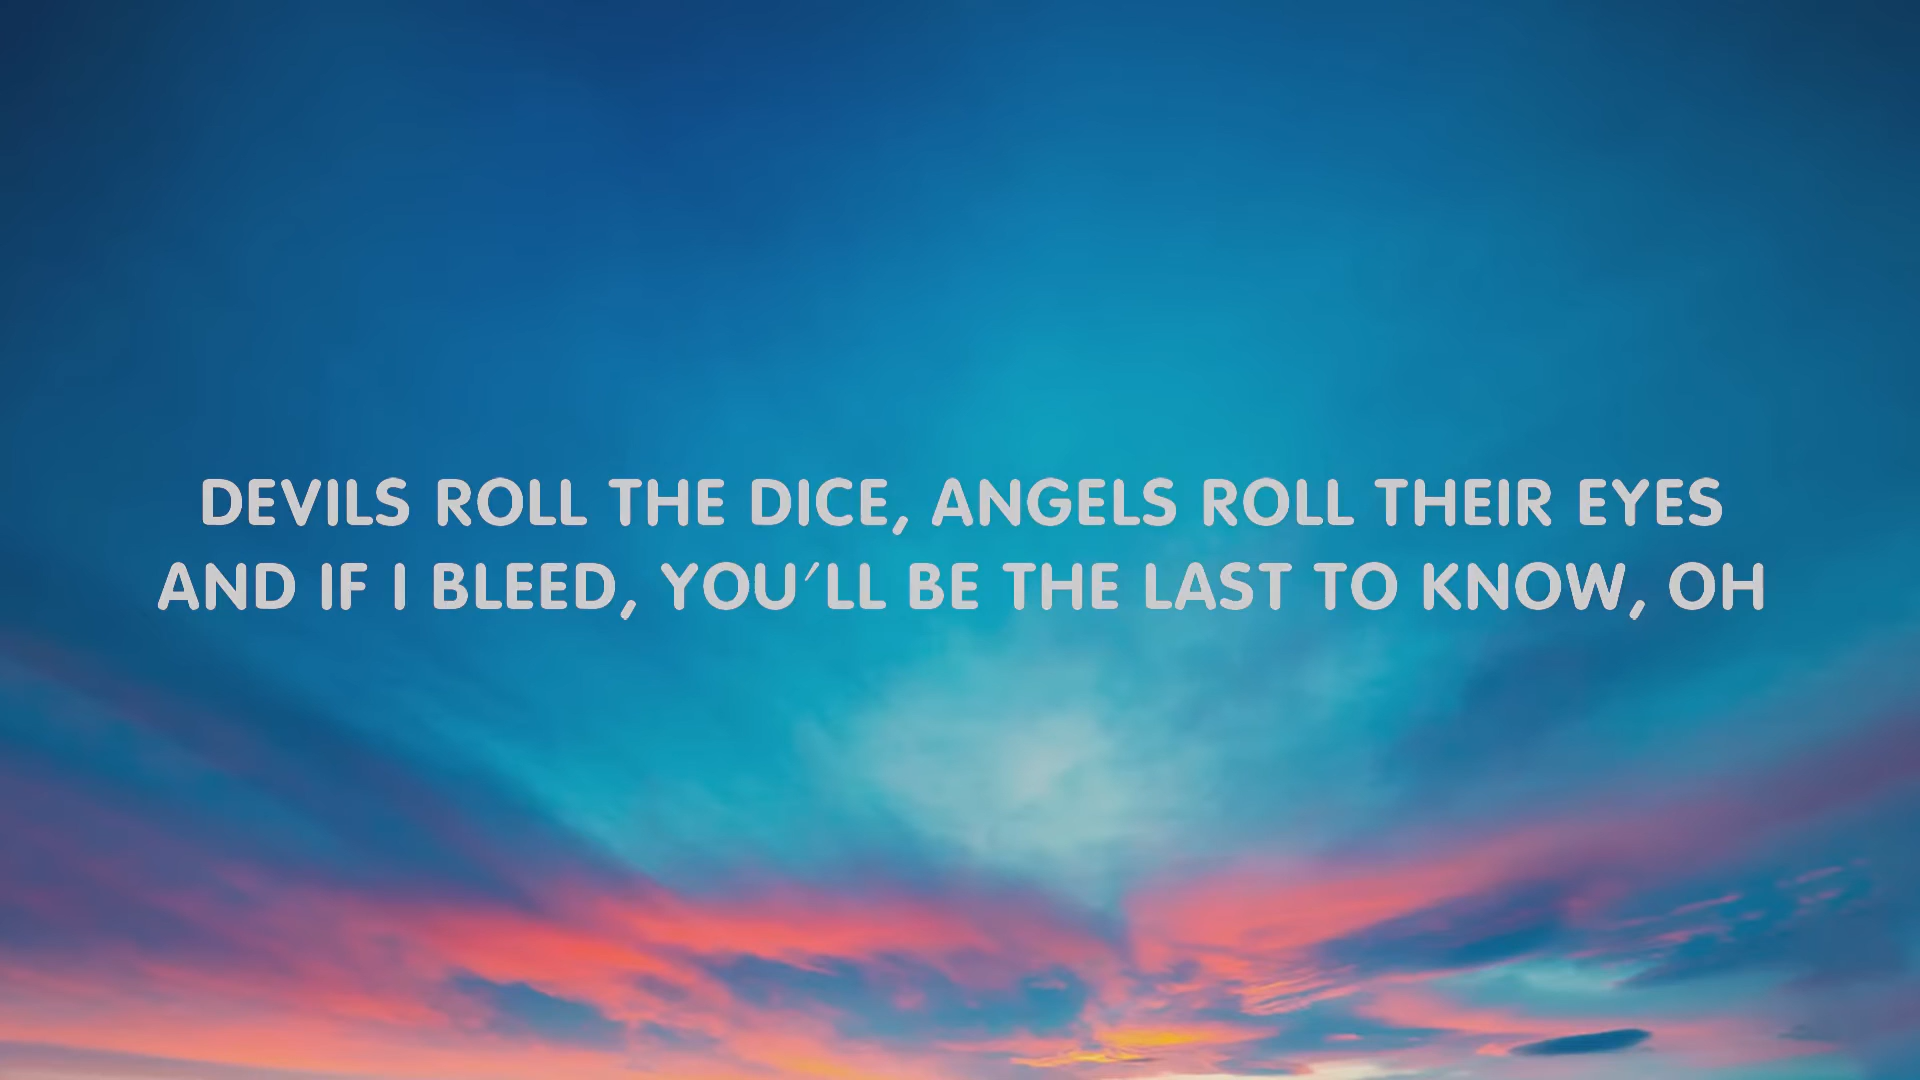 DEVILS ROLL THE DICE, ANGELS ROLL THEIR EYES
AND IF I BLEED, YOU'LL BE THE LAST TO KNOW, OH